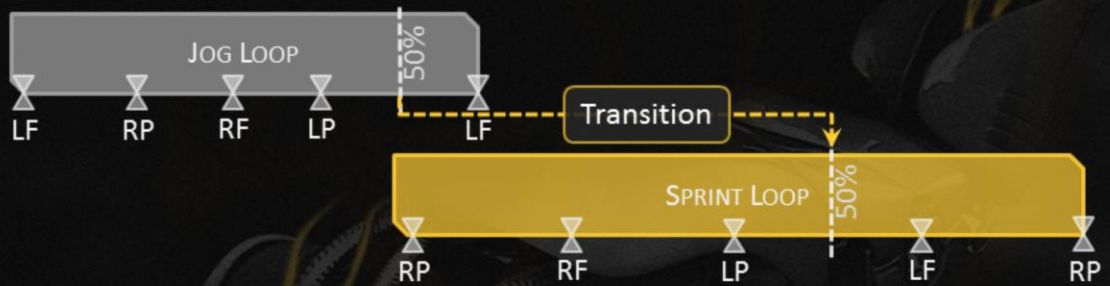 JOG LOOP
50%
LF RP RF LP LF
Transition
SPRINT LOOP
50%
RP RF LP LF RP